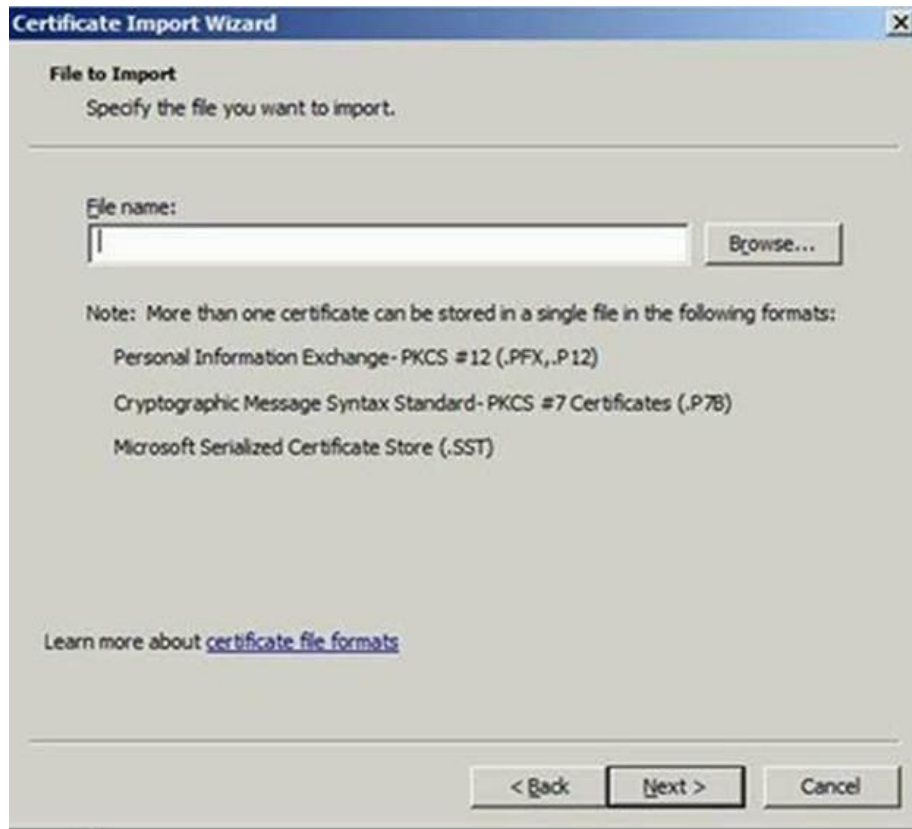 Certificate Import Wizard
File to Import
Specify the file you want to import.
File name:
Browse...
Note: More than one certificate can be stored in a single file in the following formats:
Personal Information Exchange- PKCS #12 (.PFX,.P12)
Cryptographic Message Syntax Standard- PKCS #7 Certificates (.P7B)
Microsoft Serialized Certificate Store (.SST)
Learn more about certificate file formats
< Back
Next >
Cancel